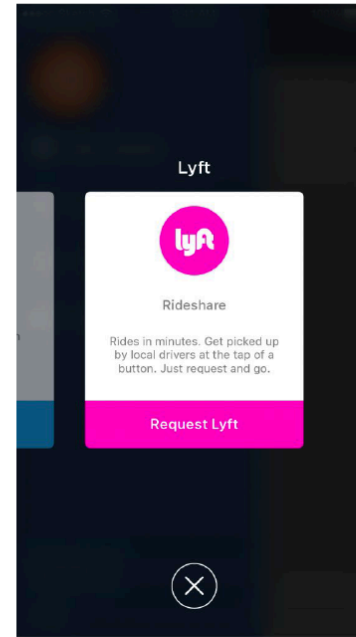 Lyft
lyft
Rideshare
Rides in minutes. Get picked up
by local drivers at the tap of a
button. Just request and go.
Request Lyft